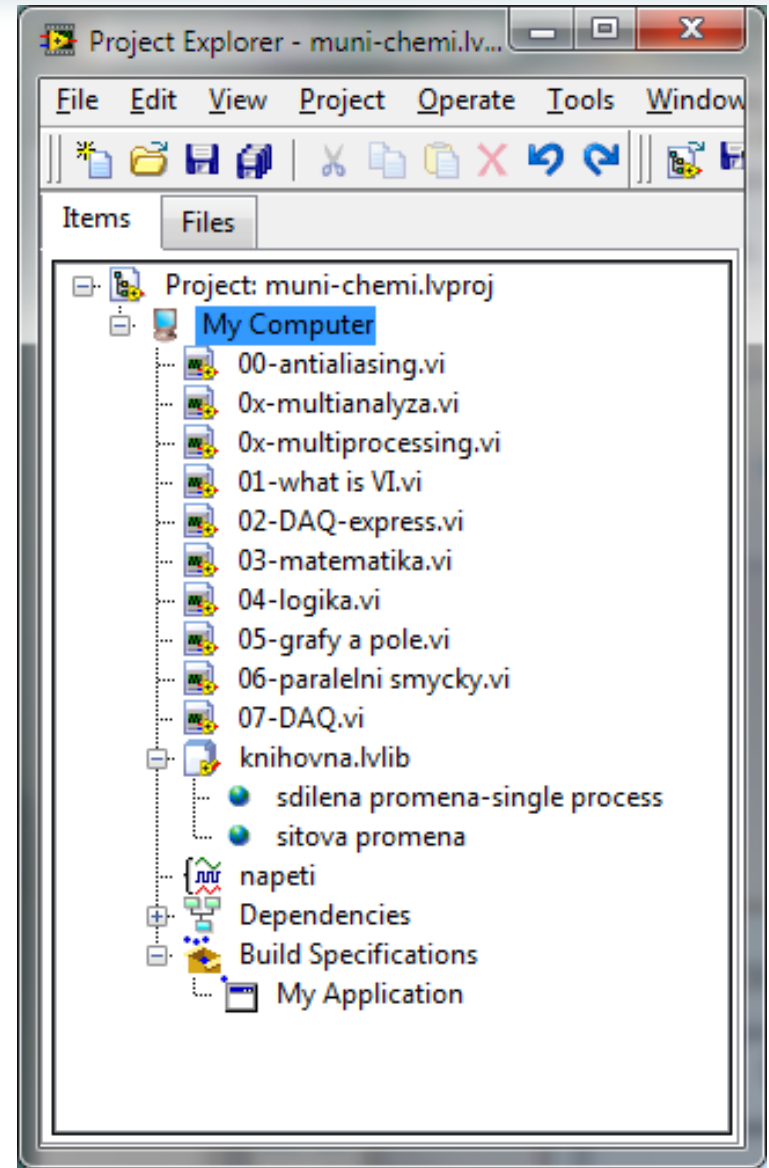 Project Explorer - muni-chemi.lv...
File Edit View Project Operate Tools Window
Items Files
Project: muni-chemi.lvproj
My Computer
00-antialiasing.vi
0x-multianalyza.vi
0x-multiprocessing.vi
01-what is VI.vi
02-DAQ-express.vi
03-matematika.vi
04-logika.vi
05-grafy a pole.vi
06-paralelni smycky.vi
07-DAQ.vi
knihovna.lvlib
sdilena promena-single process
sitova promena
napeti
Dependencies
Build Specifications
My Application